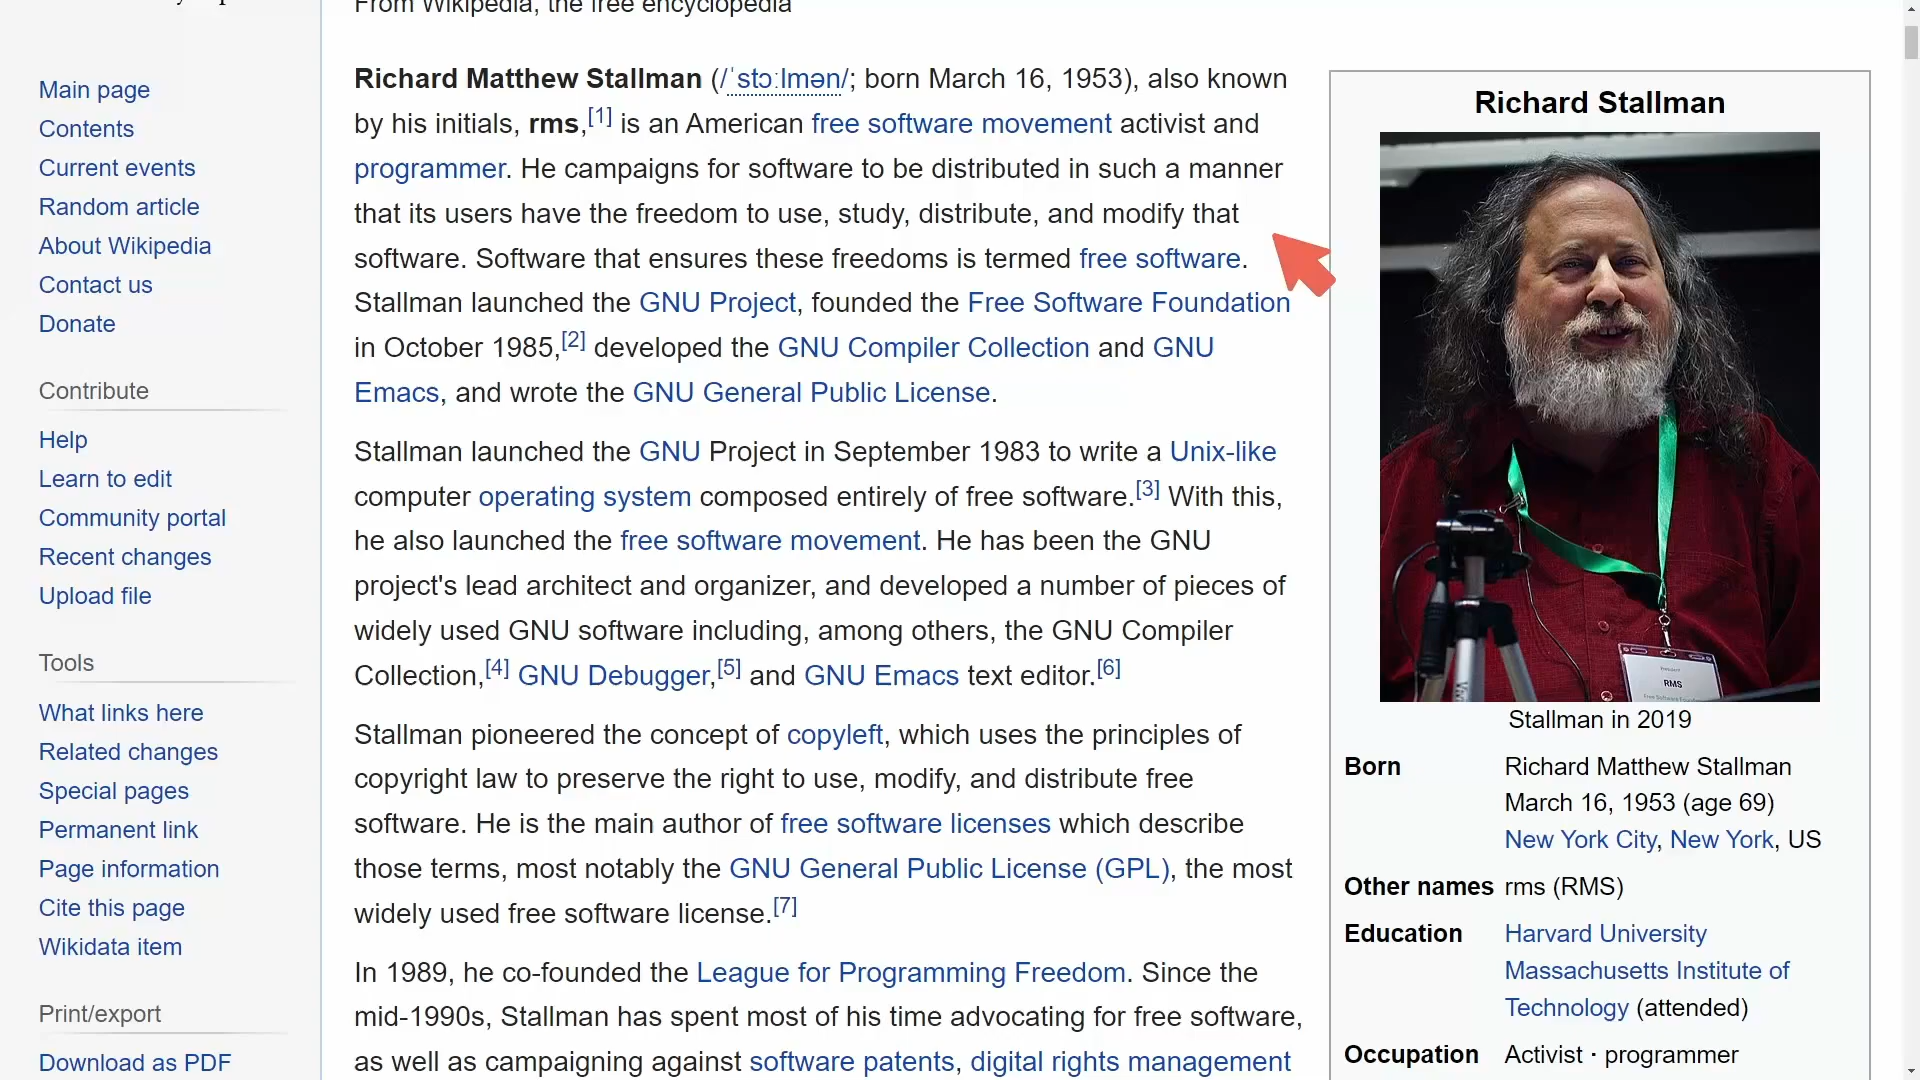 From Wikipedia, the free encyclopedia
Main page
Contents
Current events
Random article
About Wikipedia
Contact us
Donate
Contribute
Help
Learn to edit
Community portal
Recent changes
Upload file
Tools
What links here
Related changes
Special pages
Permanent link
Page information
Cite this page
Wikidata item
Print/export
Download as PDF
Richard Matthew Stallman (/ˈstɔːlmən/; born March 16, 1953), also known
by his initials, rms,[1] is an American free software movement activist and
programmer. He campaigns for software to be distributed in such a manner
that its users have the freedom to use, study, distribute, and modify that
software. Software that ensures these freedoms is termed free software.
Stallman launched the GNU Project, founded the Free Software Foundation
in October 1985,[2] developed the GNU Compiler Collection and GNU
Emacs, and wrote the GNU General Public License.
Stallman launched the GNU Project in September 1983 to write a Unix-like
computer operating system composed entirely of free software.[3] With this,
he also launched the free software movement. He has been the GNU
project's lead architect and organizer, and developed a number of pieces of
widely used GNU software including, among others, the GNU Compiler
Collection,[4] GNU Debugger,[5] and GNU Emacs text editor.[6]
Stallman pioneered the concept of copyleft, which uses the principles of
copyright law to preserve the right to use, modify, and distribute free
software. He is the main author of free software licenses which describe
those terms, most notably the GNU General Public License (GPL), the most
widely used free software license.[7]
In 1989, he co-founded the League for Programming Freedom. Since the
mid-1990s, Stallman has spent most of his time advocating for free software,
as well as campaigning against software patents, digital rights management
Richard Stallman
RMS
Stallman in 2019
Born Richard Matthew Stallman
March 16, 1953 (age 69)
New York City, New York, US
Other names rms (RMS)
Education Harvard University
Massachusetts Institute of
Technology (attended)
Occupation Activist · programmer